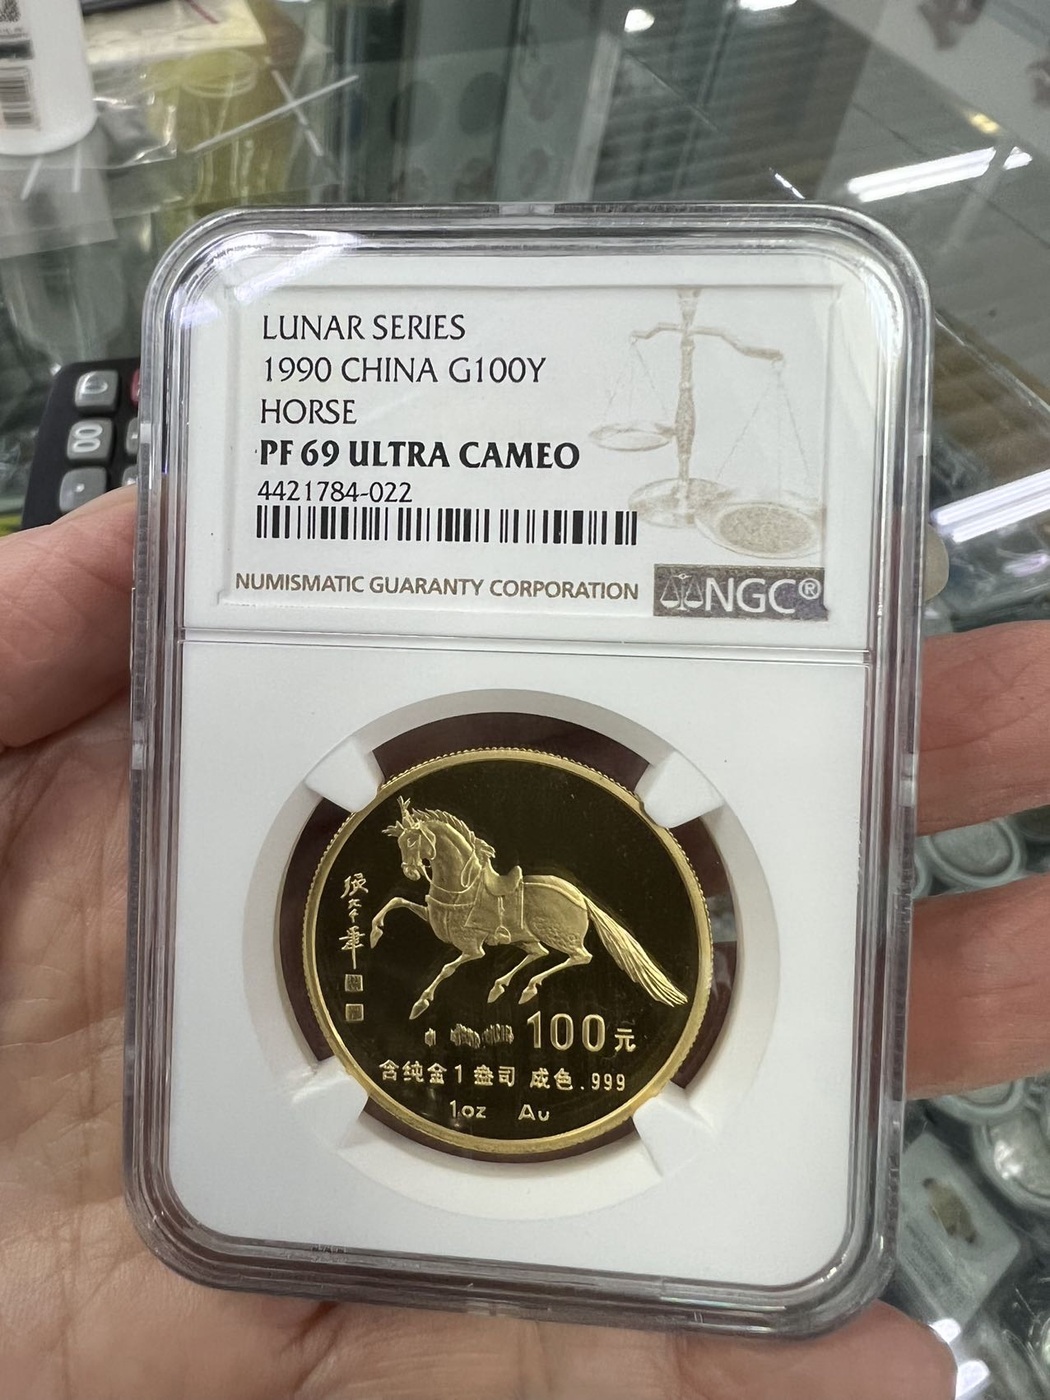 LUNAR SERIES
1990 CHINA G100Y
HORSE
PF 69 ULTRA CAMEO
4421784-022
NUMISMATIC GUARANTY CORPORATION
NGC®
100元
含纯金1盎司 成色.999
1oz Au